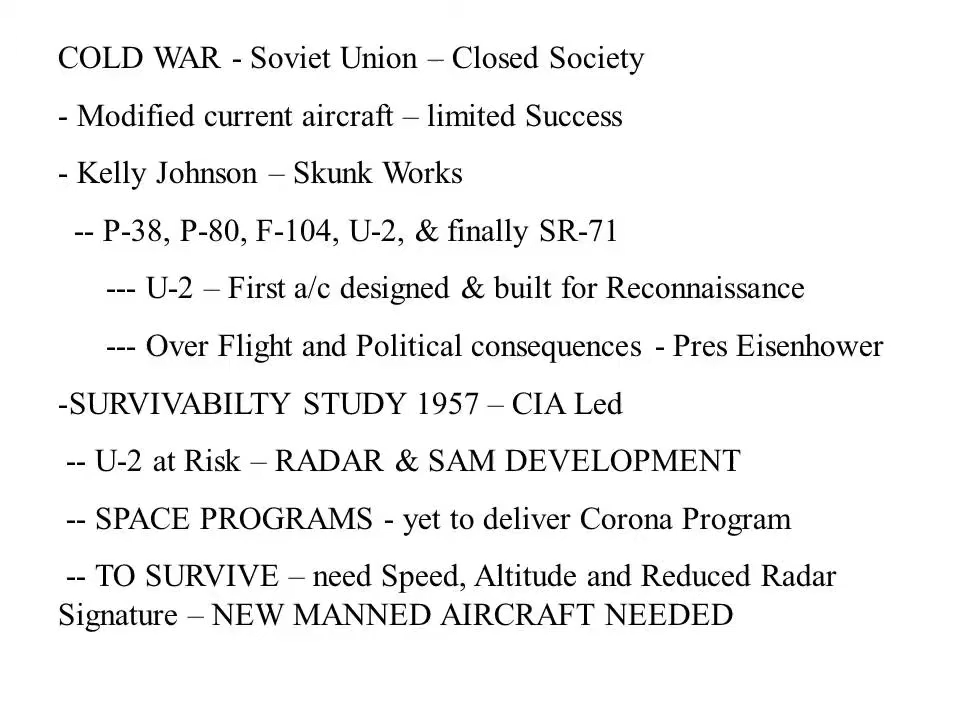 COLD WAR - Soviet Union – Closed Society
- Modified current aircraft – limited Success
- Kelly Johnson – Skunk Works
-- P-38, P-80, F-104, U-2, & finally SR-71
--- U-2 – First a/c designed & built for Reconnaissance
--- Over Flight and Political consequences - Pres Eisenhower
-SURVIVABILTY STUDY 1957 – CIA Led
-- U-2 at Risk – RADAR & SAM DEVELOPMENT
-- SPACE PROGRAMS - yet to deliver Corona Program
-- TO SURVIVE – need Speed, Altitude and Reduced Radar
Signature – NEW MANNED AIRCRAFT NEEDED